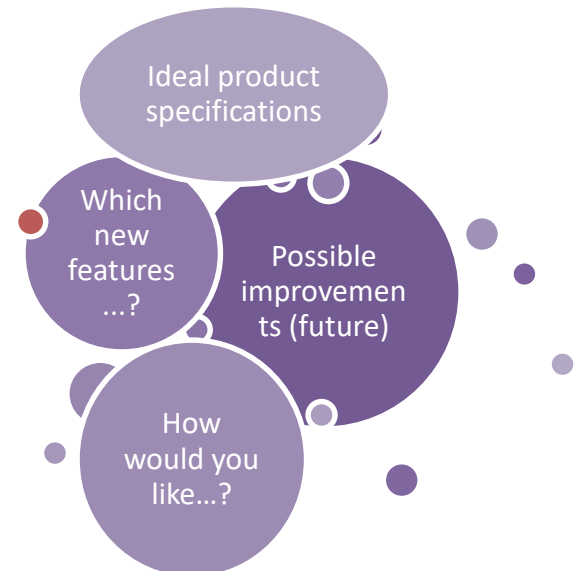 Ideal product
specifications
Which
new
features
...?
Possible
improvemen
ts (future)
How
would you
like...?